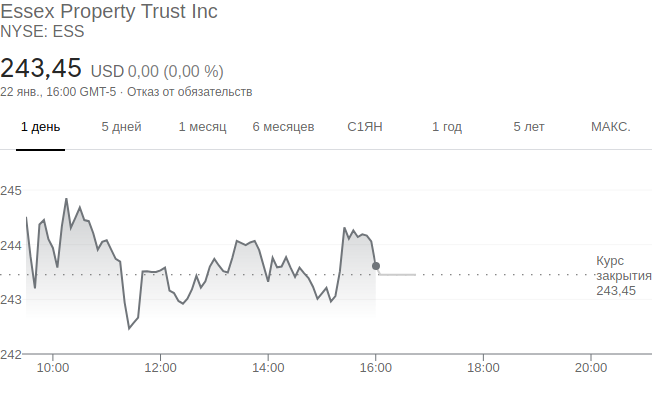 Essex Property Trust Inc
NYSE: ESS
243,45 USD 0,00 (0,00 %)
22 янв., 16:00 GMT-5 · Отказ от обязательств
1 день 5 дней 1 месяц 6 месяцев С1ЯН 1 год 5 лет МАКС.
245
244
Курс
закрытия
243,45
243
242
10:00 12:00 14:00 16:00 18:00 20:00